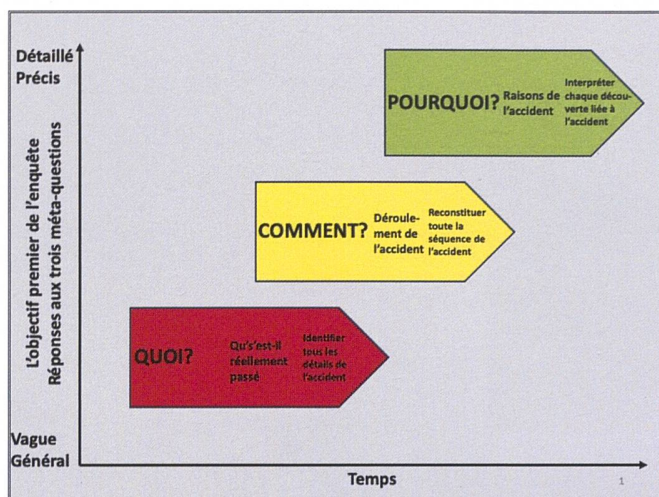 Détaillé
Précis
L'objectif premier de l'enquête
Réponses aux trois méta-questions
Vague
Général
POURQUOI?
Raisons de
l'accident
Interpréter
chaque décou-
verte liée à
l'accident
COMMENT?
Déroule-
ment de
l'accident
Reconstituer
toute la
séquence de
l'accident
QUOI?
Qu's'est-il
réellement
passé
Identifier
tous les
détails de
l'accident
Temps
1